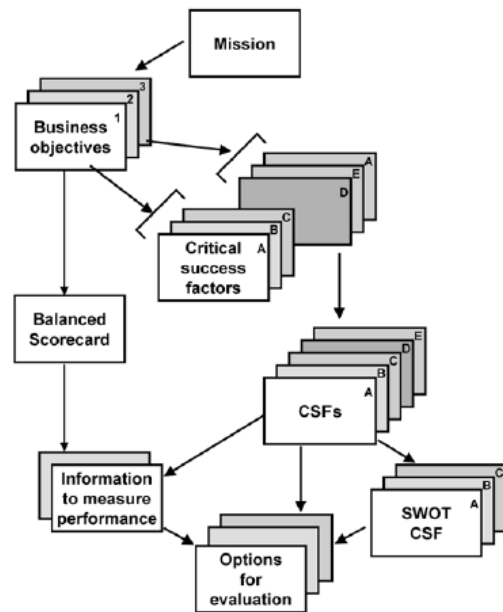 Mission
3
2
1
Business
objectives
A
E
D
C
B
A
Critical
success
factors
Balanced
Scorecard
E
D
C
B
A
CSFs
Information
to measure
performance
C
B
A
SWOT
CSF
Options
for
evaluation